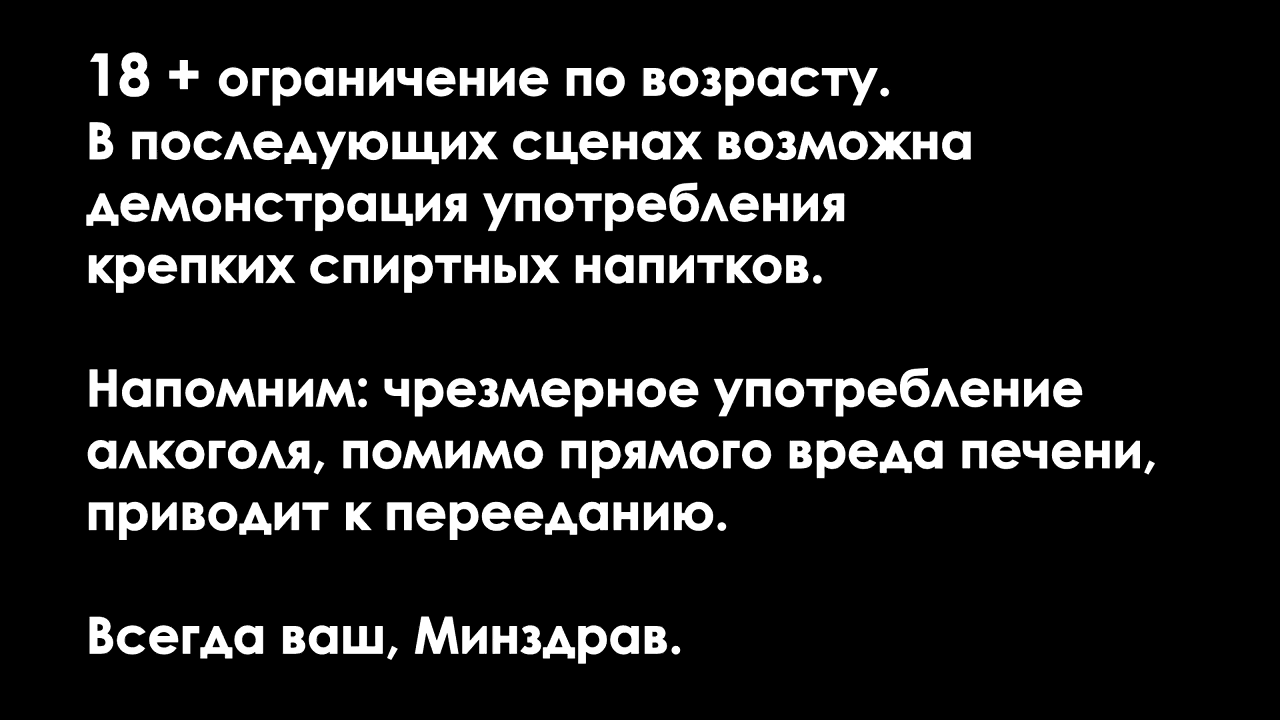 18 + ограничение по возрасту.
В последующих сценах возможна
демонстрация употребления
крепких спиртных напитков.
Напомним: чрезмерное употребление
алкоголя, помимо прямого вреда печени,
приводит к перееданию.
Всегда ваш, Минздрав.